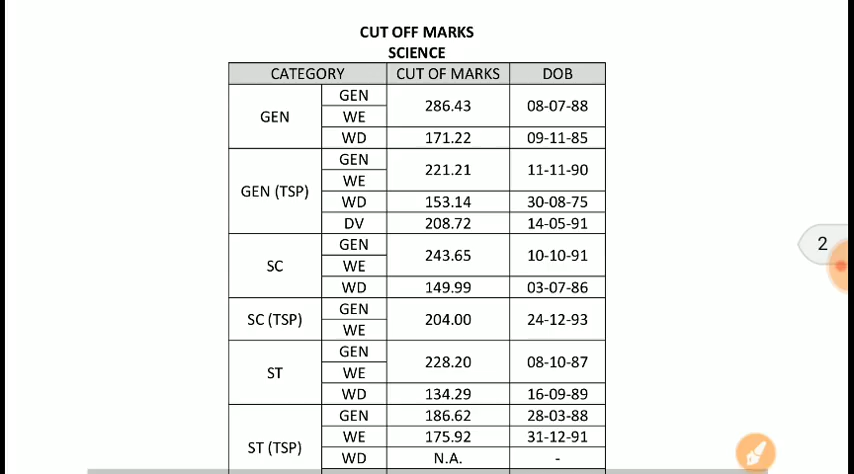 CUT OFF MARKS
SCIENCE
CATEGORY CUT OF MARKS DOB
GEN GEN 286.43 08-07-88
WE
WD 171.22 09-11-85
GEN (TSP) GEN 221.21 11-11-90
WE
WD 153.14 30-08-75
DV 208.72 14-05-91
SC GEN 243.65 10-10-91
WE
WD 149.99 03-07-86
SC (TSP) GEN 204.00 24-12-93
WE
ST GEN 228.20 08-10-87
WE
WD 134.29 16-09-89
ST (TSP) GEN 186.62 28-03-88
WE 175.92 31-12-91
WD N.A. -
2